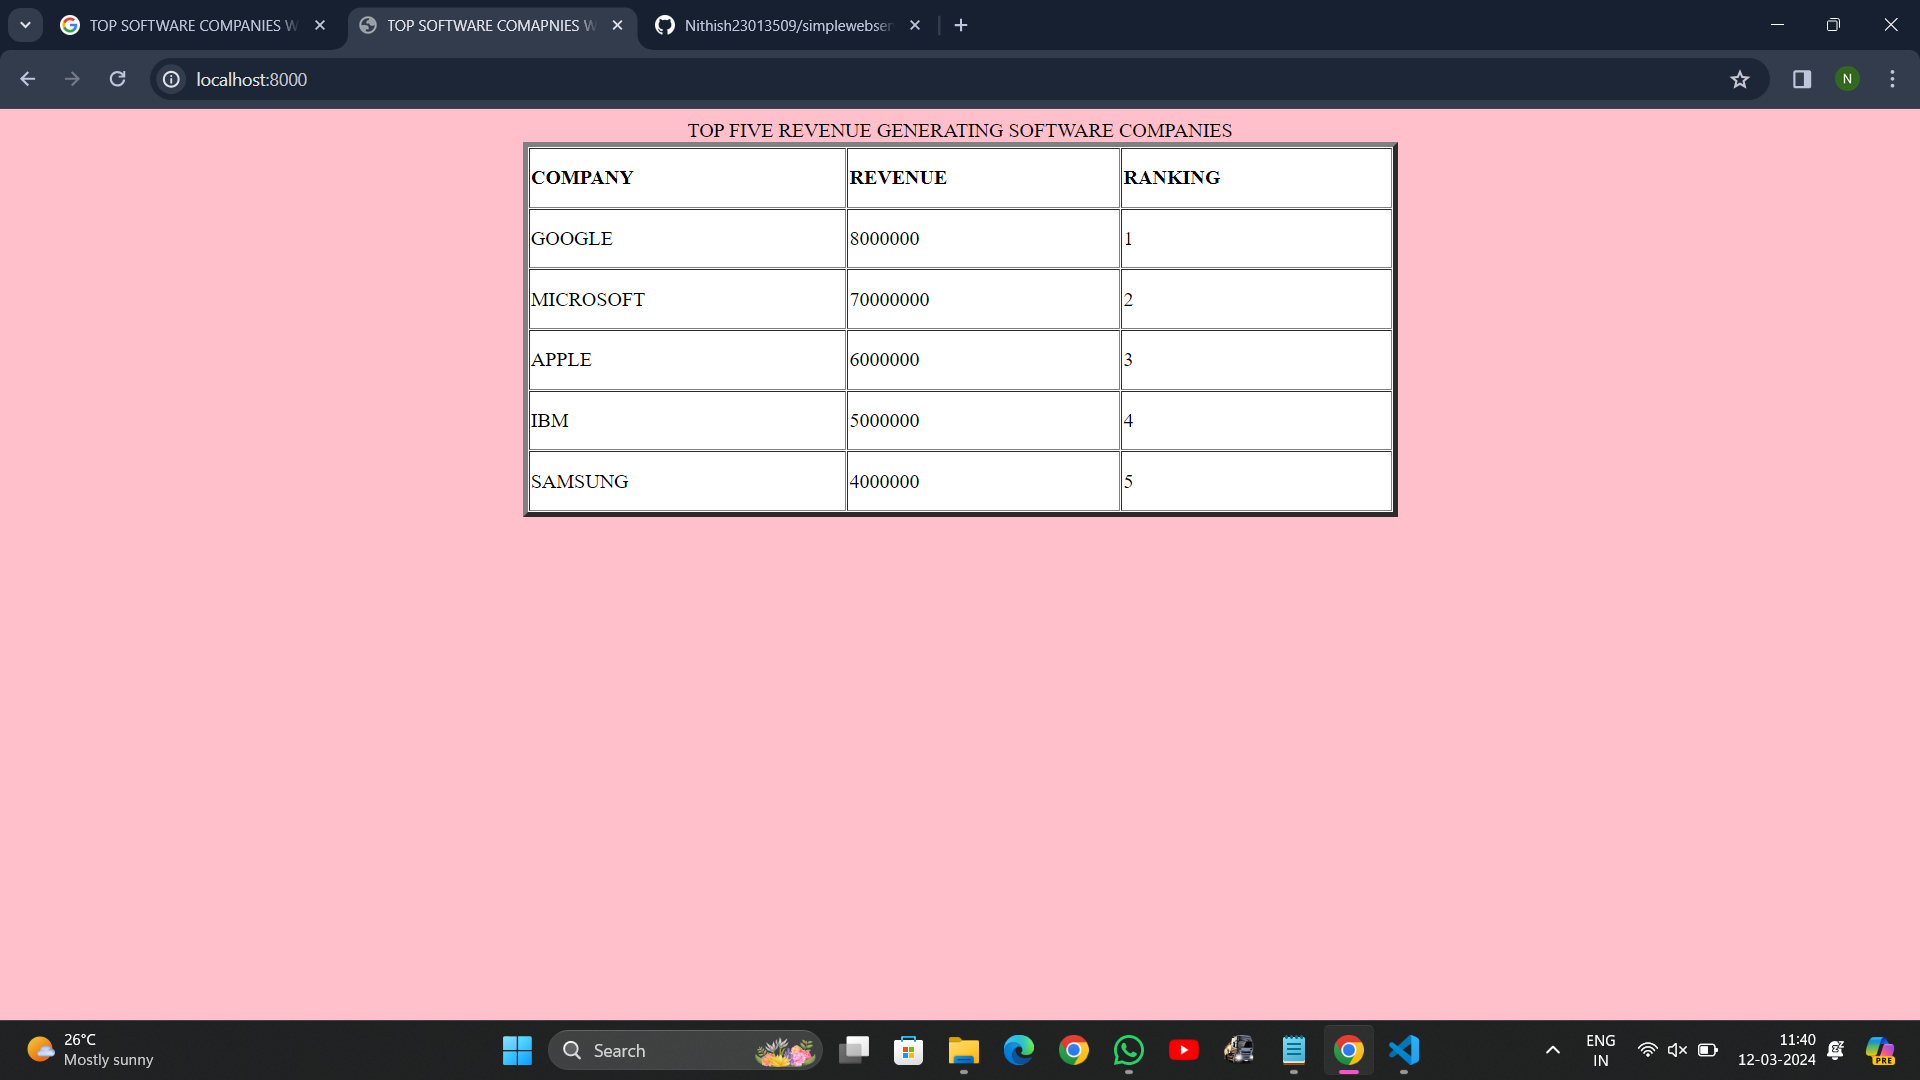 TOP SOFTWARE COMPANIES W
TOP SOFTWARE COMAPNIES W
Nithish23013509/simplewebser
localhost:8000
N
TOP FIVE REVENUE GENERATING SOFTWARE COMPANIES
COMPANY REVENUE RANKING
GOOGLE 8000000 1
MICROSOFT 70000000 2
APPLE 6000000 3
IBM 5000000 4
SAMSUNG 4000000 5
26°C
Mostly sunny
Search
ENG
IN
11:40
12-03-2024
PRE